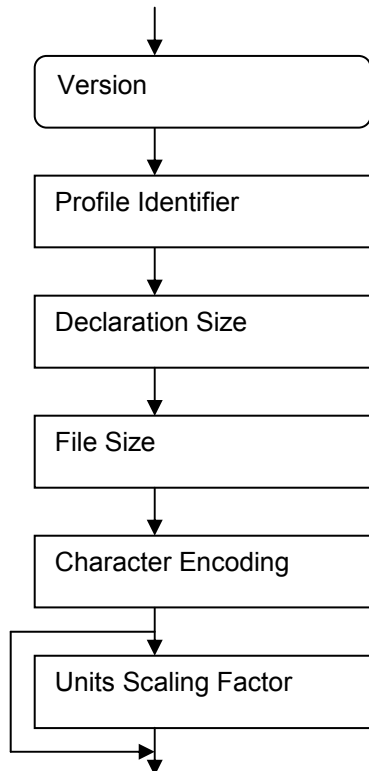 Version
Profile Identifier
Declaration Size
File Size
Character Encoding
Units Scaling Factor